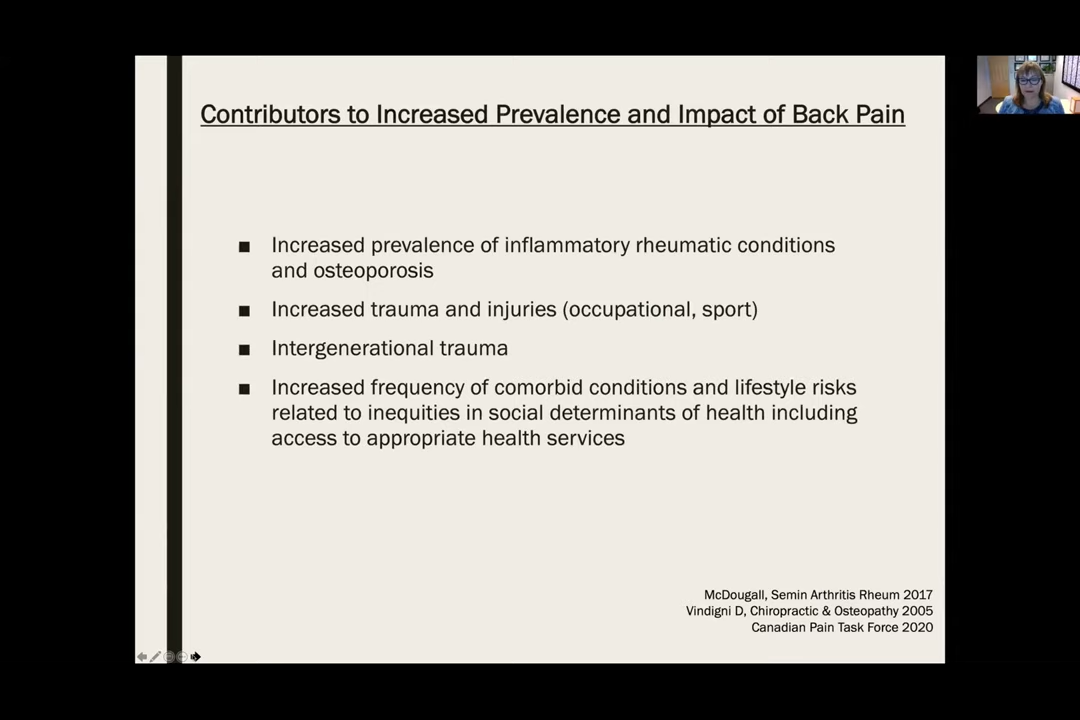 Contributors to Increased Prevalence and Impact of Back Pain
■ Increased prevalence of inflammatory rheumatic conditions
and osteoporosis
■ Increased trauma and injuries (occupational, sport)
■ Intergenerational trauma
■ Increased frequency of comorbid conditions and lifestyle risks
related to inequities in social determinants of health including
access to appropriate health services
McDougall, Semin Arthritis Rheum 2017
Vindigni D, Chiropractic & Osteopathy 2005
Canadian Pain Task Force 2020